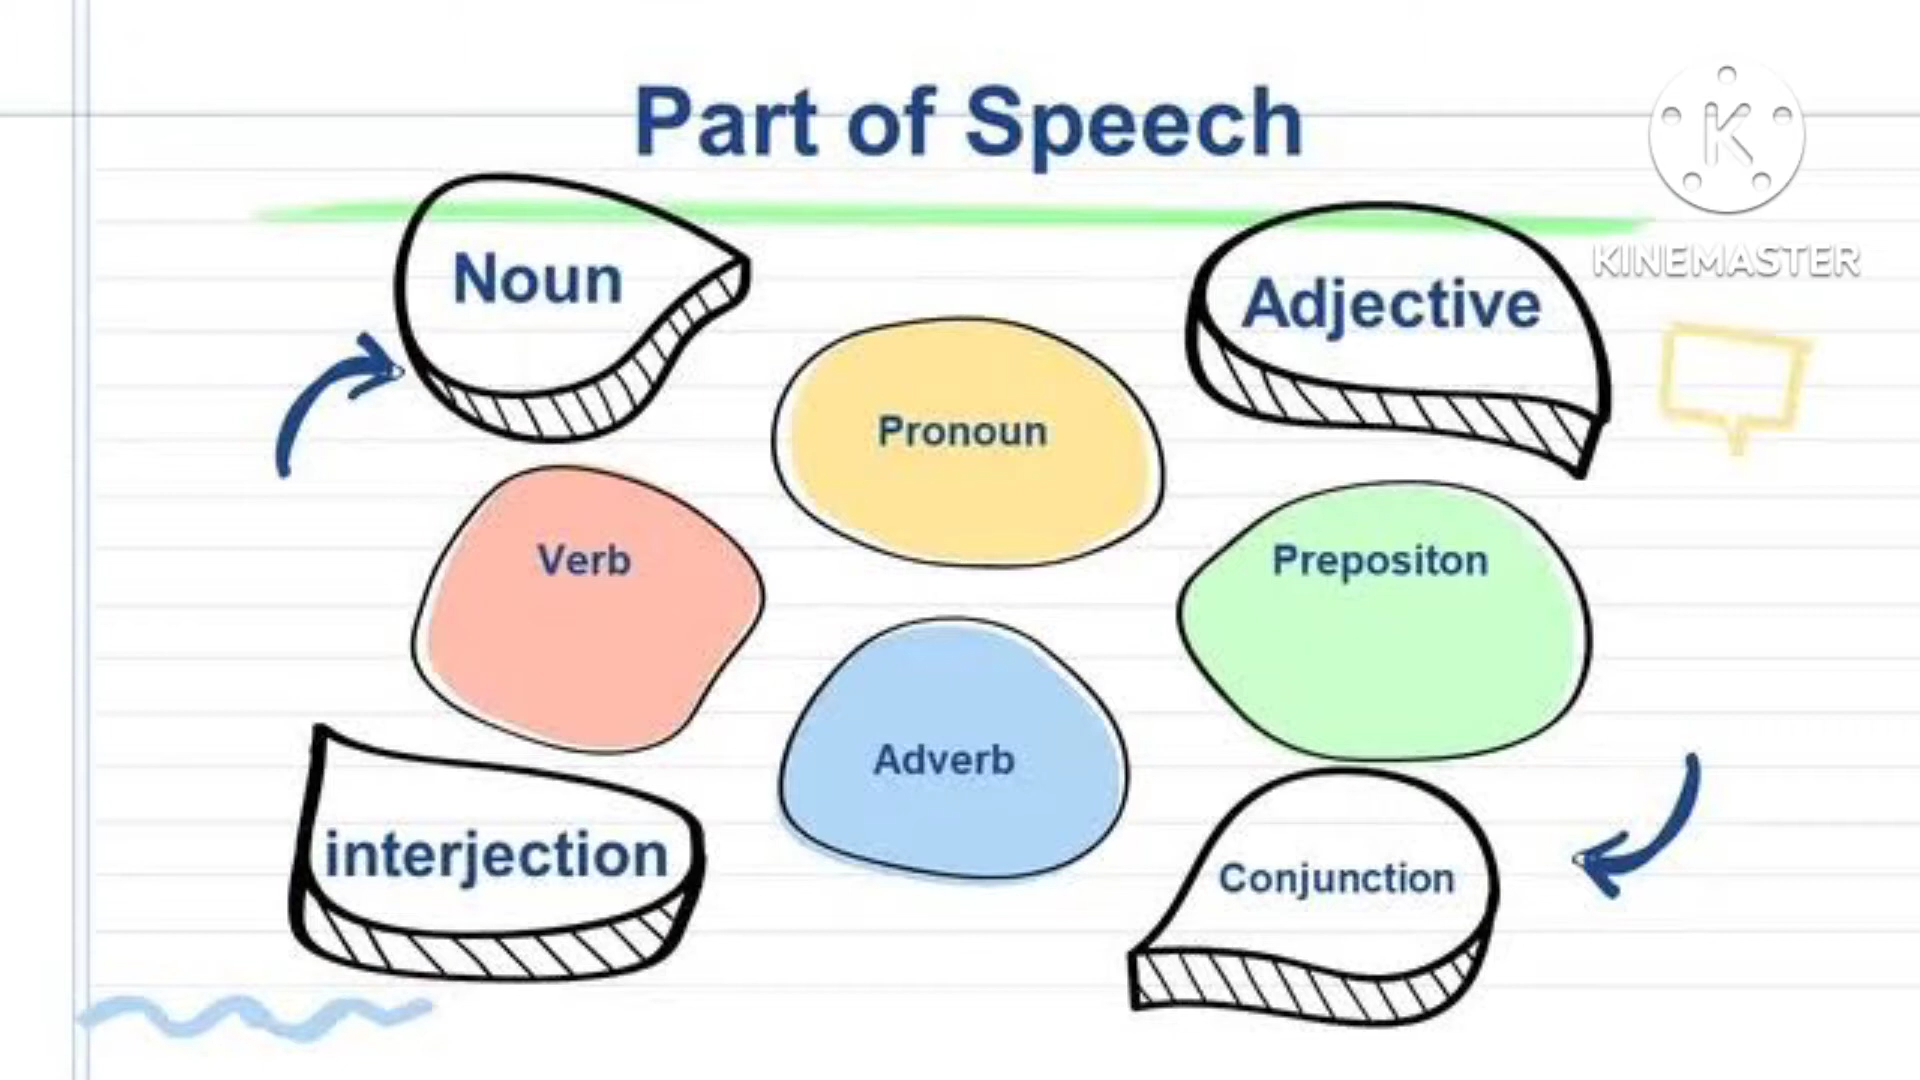 Part of Speech
K
KINEMASTER
Noun
Adjective
Pronoun
Verb
Prepositon
Adverb
interjection
Conjunction